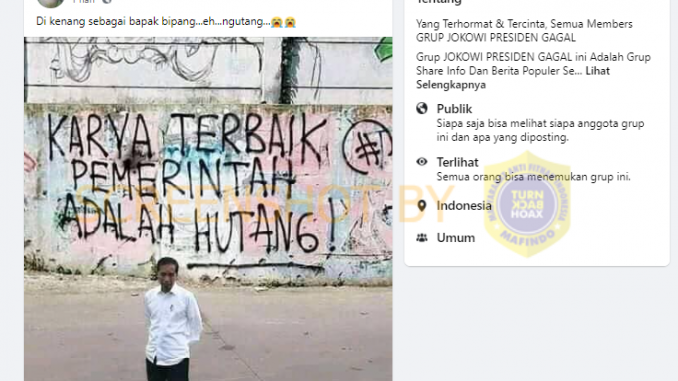 Di kenang sebagai bapak bipang...eh...ngutang...😭😭
KARYA TERBAIK
PEMERINTAH
ADALAH HUTANG!
(#)
SCREENSHOT BY
Tentang
Yang Terhormat & Tercinta, Semua Members
GRUP JOKOWI PRESIDEN GAGAL
Grup JOKOWI PRESIDEN GAGAL ini Adalah Grup
Share Info Dan Berita Populer Se... Lihat
Selengkapnya
Publik
Siapa saja bisa melihat siapa anggota grup
ini dan apa yang diposting.
Terlihat
Semua orang bisa menemukan grup ini.
Indonesia
Umum
TURN
BACK
HOAX
MAFINDO